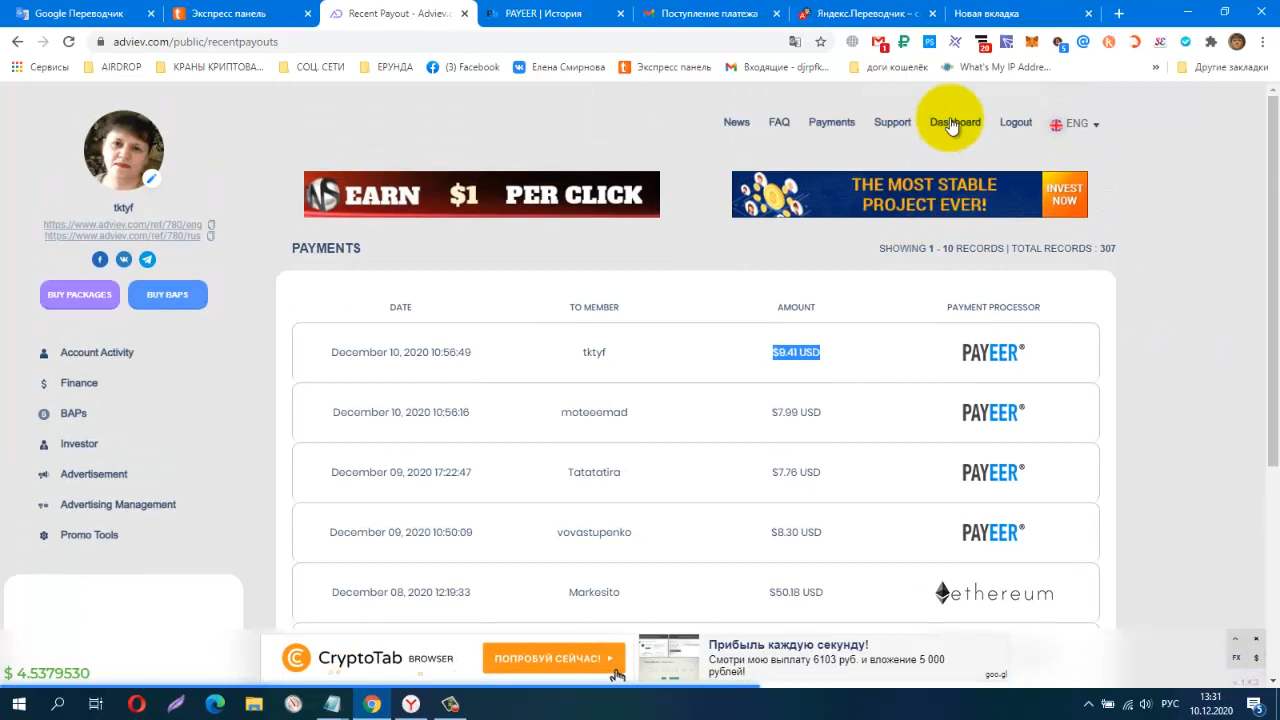 Google Переводчик
Экспресс панель
Recent Payout - Adviev.co
PAYEER | История
Поступление платежа
Яндекс.Переводчик – с
Новая вкладка
adviev.com/public/recentpayouts
Сервисы
AIRDROP
КРАНЫ КРИПТОВА...
СОЦ. СЕТИ
ЕРУНДА
(3) Facebook
Елена Смирнова
Экспресс панель
Входящие - djrpfk...
доги кошелёк
What's My IP Addre...
»
Другие закладки
News
FAQ
Payments
Support
Dashboard
Logout
ENG
tktyf
https://www.adviev.com/ref/780/eng
https://www.adviev.com/ref/780/rus
BUY PACKAGES
BUY BAPS
Account Activity
Finance
BAPs
Investor
Advertisement
Advertising Management
Promo Tools
$ 4.5379530
EARN $1 PER CLICK
THE MOST STABLE
PROJECT EVER!
INVEST
NOW
PAYMENTS
SHOWING 1 - 10 RECORDS | TOTAL RECORDS : 307
DATE TO MEMBER AMOUNT PAYMENT PROCESSOR
December 10, 2020 10:56:49 tktyf $9.41 USD PAYEER®
December 10, 2020 10:56:16 moteeemad $7.99 USD PAYEER®
December 09, 2020 17:22:47 Tatatatira $7.76 USD PAYEER®
December 09, 2020 10:50:09 vovastupenko $8.30 USD PAYEER®
December 08, 2020 12:19:33 Markesito $50.18 USD ethereum
CryptoTab BROWSER
ПОПРОБУЙ СЕЙЧАС!
Прибыль каждую секунду!
Смотри мою выплату 6103 руб. и вложение 5 000
рублей!
goo.gl
FX $
РУС
13:31
10.12.2020